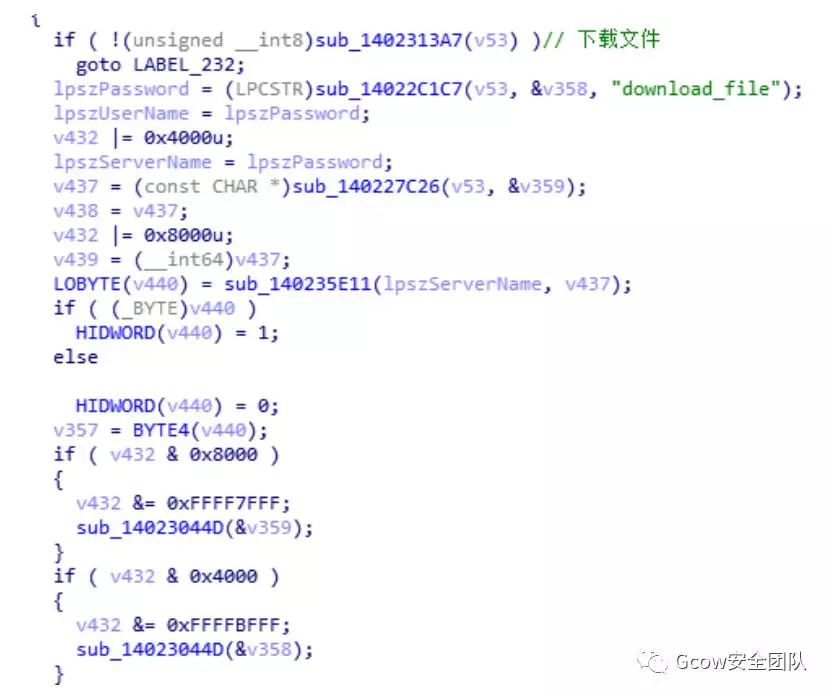 {
if ( !(unsigned __int8)sub_1402313A7(v53) )// 下载文件
goto LABEL_232;
lpszPassword = (LPCSTR)sub_14022C1C7(v53, &v358, "download_file");
lpszUserName = lpszPassword;
v432 |= 0x4000u;
lpszServerName = lpszPassword;
v437 = (const CHAR *)sub_140227C26(v53, &v359);
v438 = v437;
v432 |= 0x8000u;
v439 = (__int64)v437;
LOBYTE(v440) = sub_140235E11(lpszServerName, v437);
if ( (_BYTE)v440 )
HIDWORD(v440) = 1;
else
HIDWORD(v440) = 0;
v357 = BYTE4(v440);
if ( v432 & 0x8000 )
{
v432 &= 0xFFFF7FFF;
sub_14023044D(&v359);
}
if ( v432 & 0x4000 )
{
v432 &= 0xFFFFBFFF;
sub_14023044D(&v358);
}
Gcow安全团队